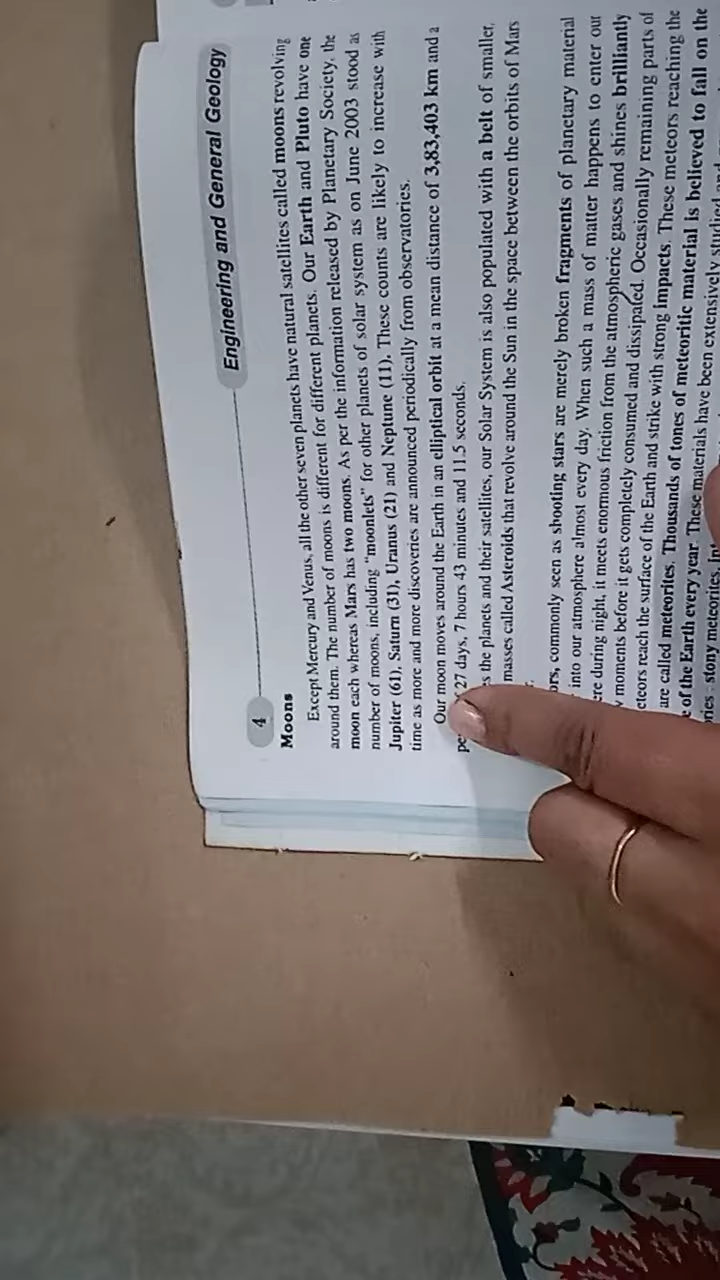 4
Engineering and General Geology
Moons
Except Mercury and Venus, all the other seven planets have natural satellites called moons revolving
around them. The number of moons is different for different planets. Our Earth and Pluto have one
moon each whereas Mars has two moons. As per the information released by Planetary Society, the
number of moons, including "moonlets" for other planets of solar system as on June 2003 stood as
Jupiter (61), Saturn (31), Uranus (21) and Neptune (11). These counts are likely to increase with
time as more and more discoveries are announced periodically from observatories.
Our moon moves around the Earth in an elliptical orbit at a mean distance of 3,83,403 km and a
27 days, 7 hours 43 minutes and 11.5 seconds.
the planets and their satellites, our Solar System is also populated with a belt of smaller,
masses called Asteroids that revolve around the Sun in the space between the orbits of Mars
commonly seen as shooting stars are merely broken fragments of planetary material
into our atmosphere almost every day. When such a mass of matter happens to enter our
during night, it meets enormous friction from the atmospheric gases and shines brilliantly
moments before it gets completely consumed and dissipated. Occasionally remaining parts of
reach the surface of the Earth and strike with strong impacts. These meteors reaching the
are called meteorites. Thousands of tones of meteoritic material is believed to fall on the
of the Earth every year. These materials have been extensively studied and
stony meteorites,